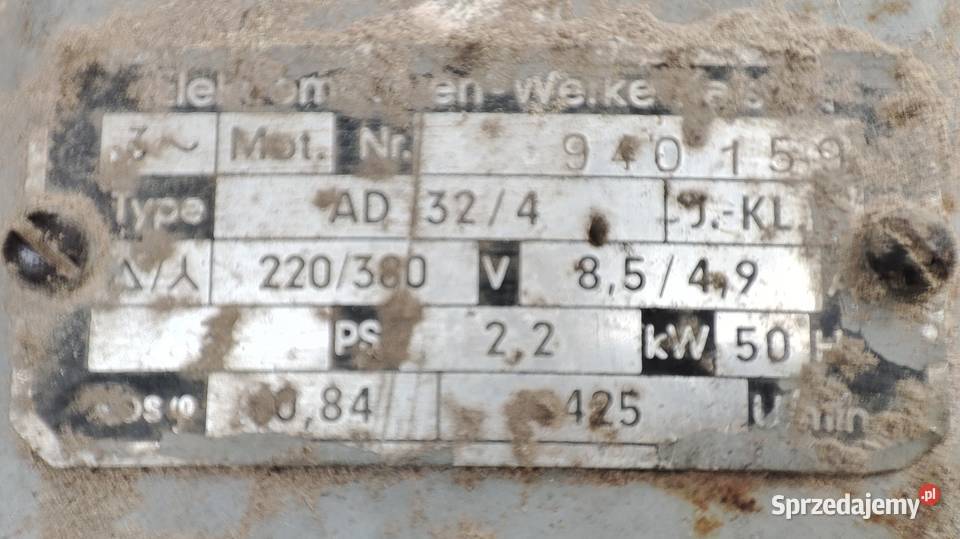 3~ Mot. Nr. 940159
Type AD 32/4 J.-KL.
Δ/⅄ 220/380 V 8,5/4,9
PS 2,2 kW 50 H
0,84 425 U/min
Sprzedajemy.pl